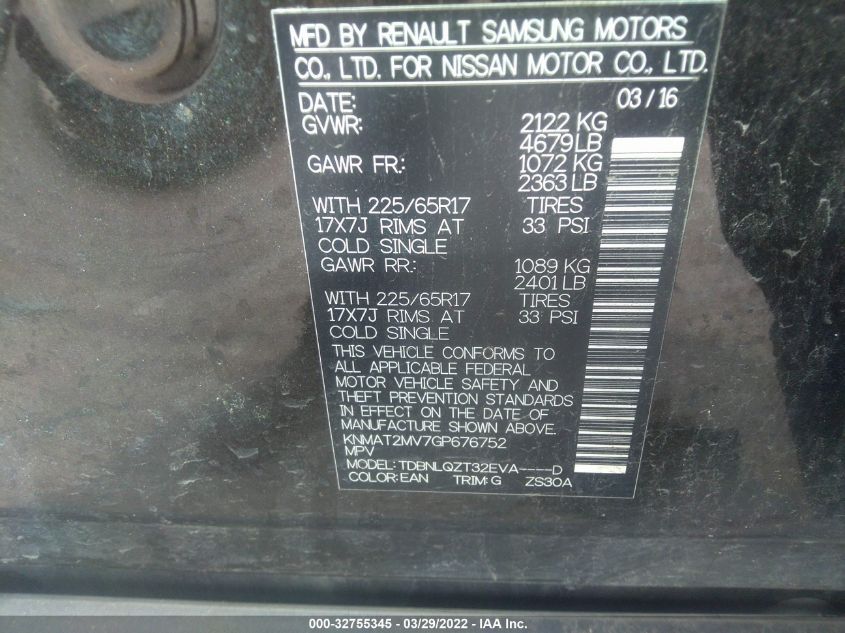 MFD BY RENAULT SAMSUNG MOTORS
CO., LTD. FOR NISSAN MOTOR CO., LTD.
DATE: 03 / 16
GVWR: 2122 KG
4679 LB
GAWR FR.: 1072 KG
2363 LB
WITH 225/65R17 TIRES
17X7J RIMS AT 33 PSI
COLD SINGLE
GAWR RR.: 1089 KG
2401 LB
WITH 225/65R17 TIRES
17X7J RIMS AT 33 PSI
COLD SINGLE
THIS VEHICLE CONFORMS TO
ALL APPLICABLE FEDERAL
MOTOR VEHICLE SAFETY AND
THEFT PREVENTION STANDARDS
IN EFFECT ON THE DATE OF
MANUFACTURE SHOWN ABOVE.
KNMAT2MV7GP676752
MPV
MODEL: TDBNLQZT32EVA----D
COLOR: EAN TRIM: G ZS30A
000-32755345 - 03/29/2022 - IAA Inc.